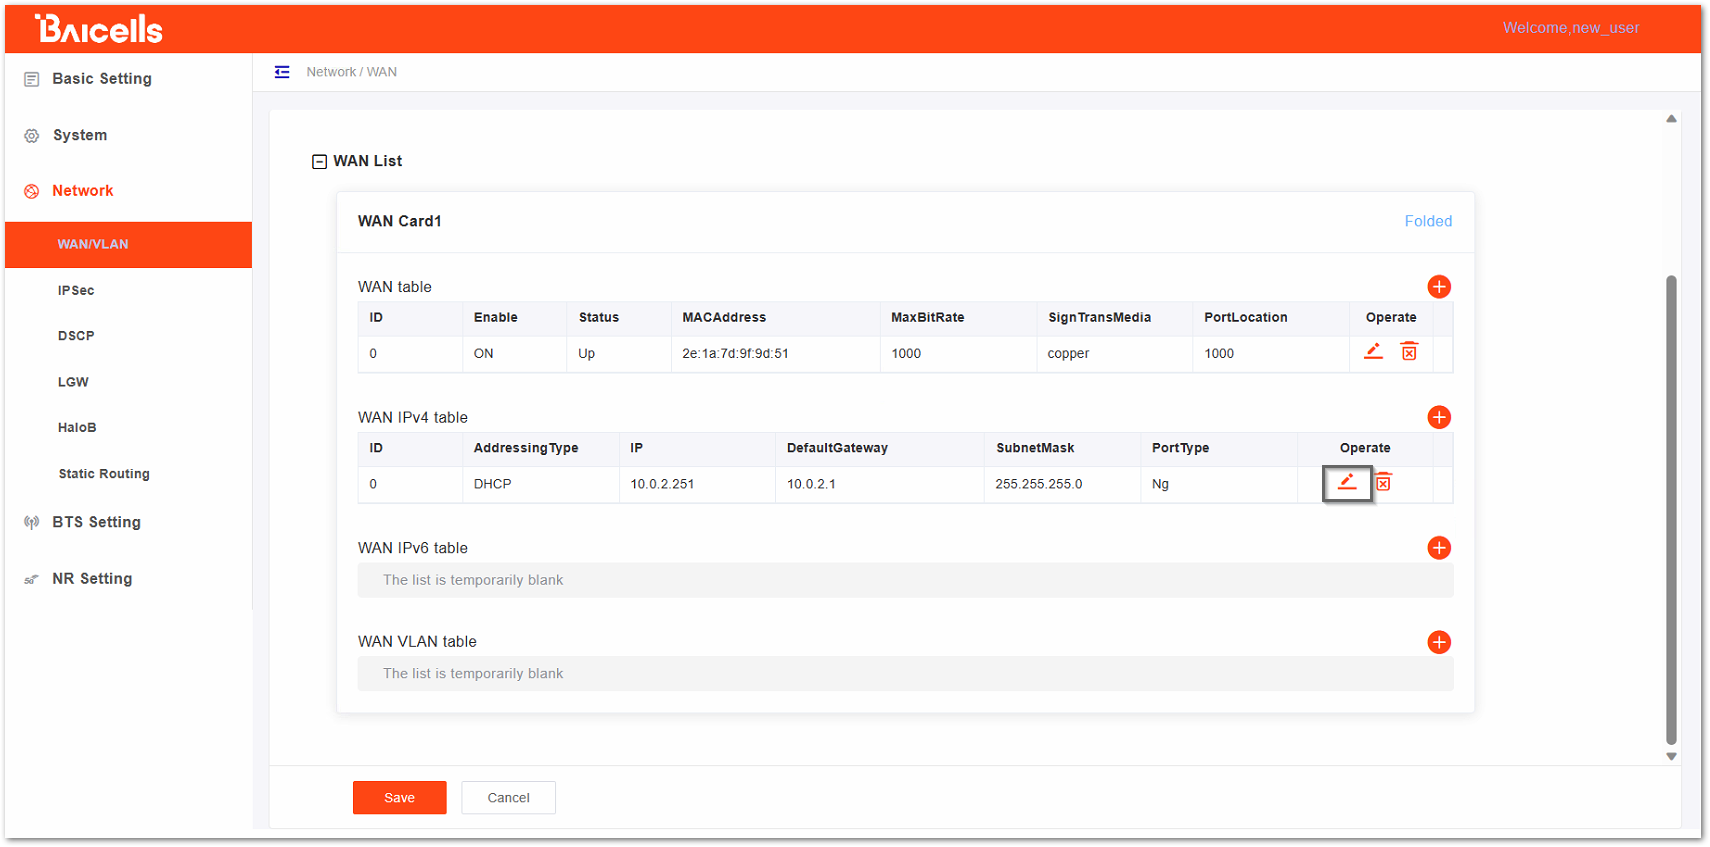 Baicells
Welcome,new_user
Basic Setting
System
Network
WAN/VLAN
IPSec
DSCP
LGW
HaloB
Static Routing
BTS Setting
NR Setting
Network / WAN
WAN List
WAN Card1 Folded
WAN table
ID Enable Status MACAddress MaxBitRate SignTransMedia PortLocation Operate
0 ON Up 2e:1a:7d:9f:9d:51 1000 copper 1000
WAN IPv4 table
ID AddressingType IP DefaultGateway SubnetMask PortType Operate
0 DHCP 10.0.2.251 10.0.2.1 255.255.255.0 Ng
WAN IPv6 table
The list is temporarily blank
WAN VLAN table
The list is temporarily blank
Save Cancel